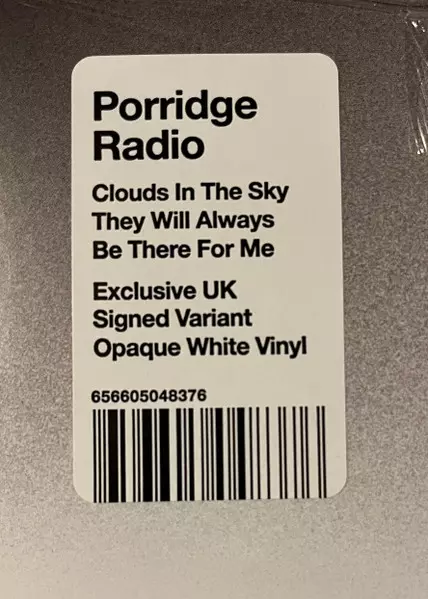 Porridge
Radio
Clouds In The Sky
They Will Always
Be There For Me
Exclusive UK
Signed Variant
Opaque White Vinyl
656605048376